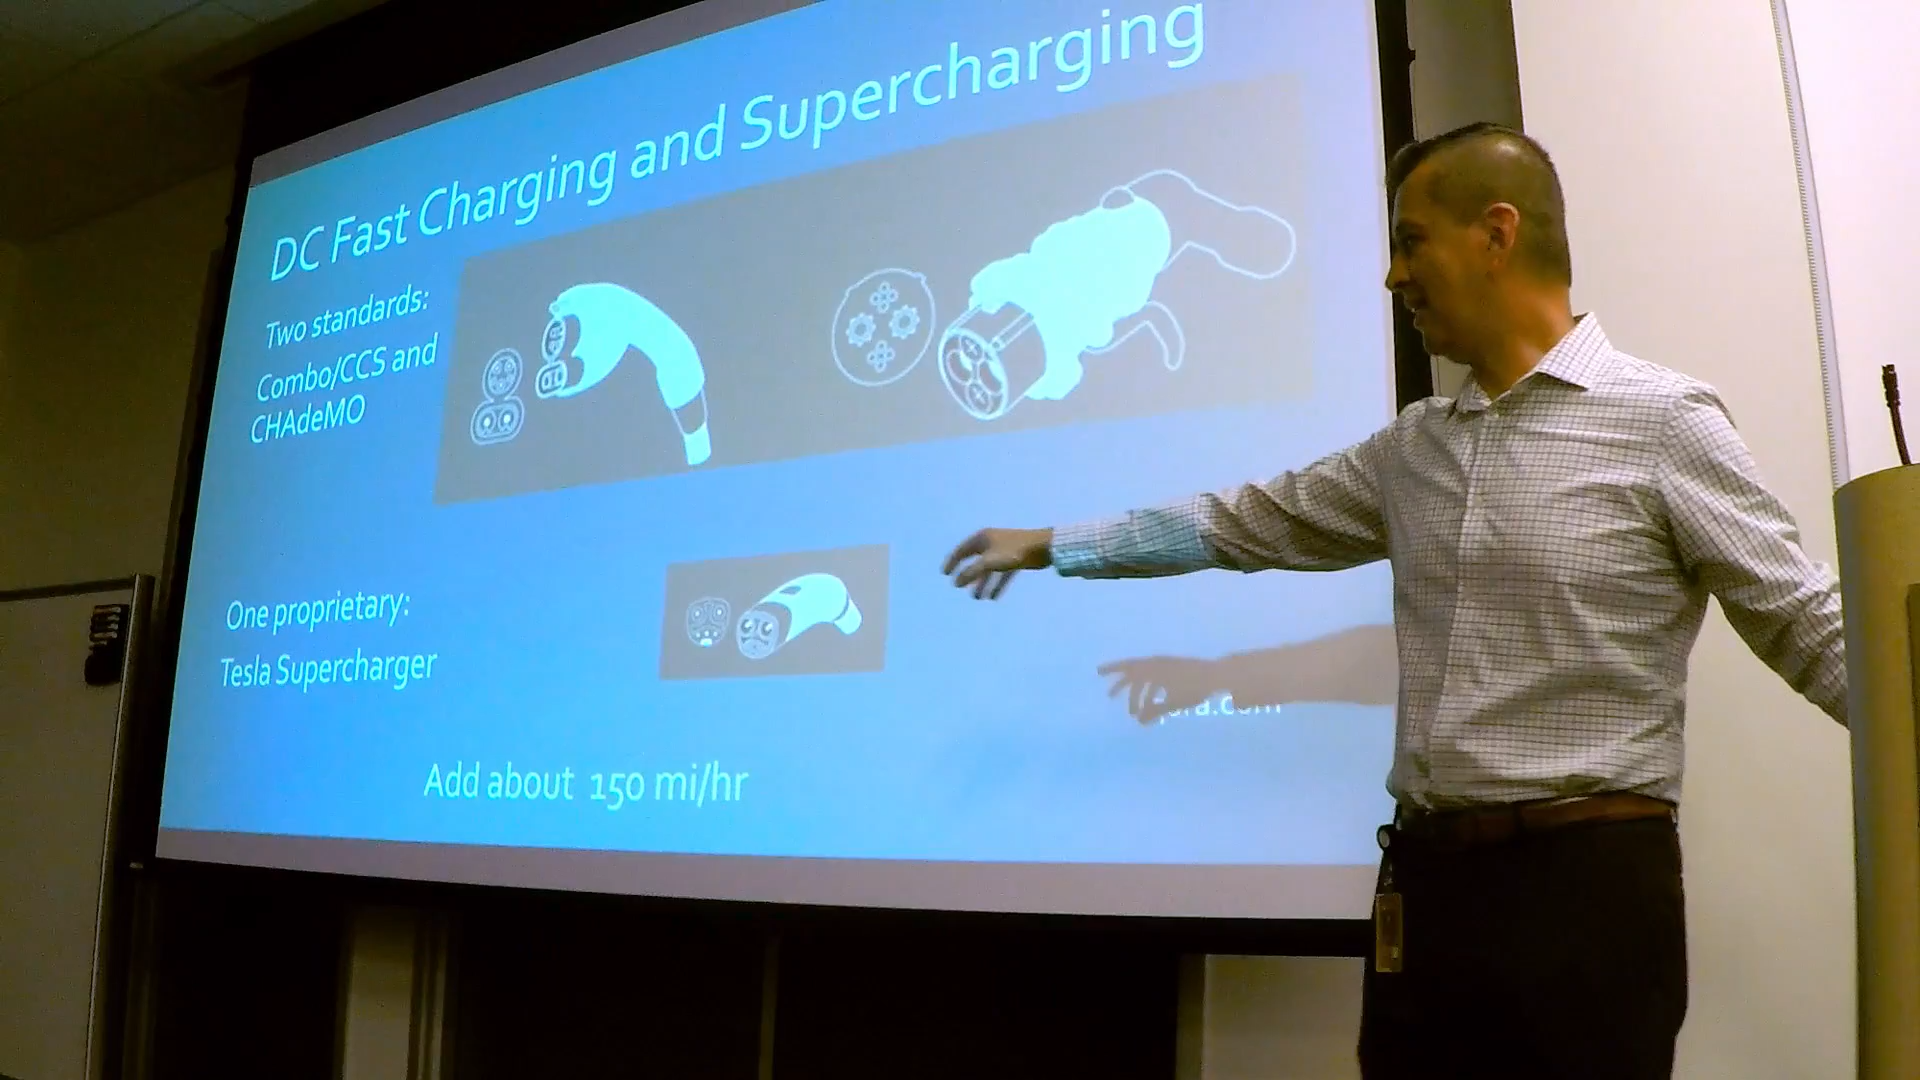 DC Fast Charging and Supercharging
Two standards:
Combo/CCS and
CHAdeMO
One proprietary:
Tesla Supercharger
Add about 150 mi/hr